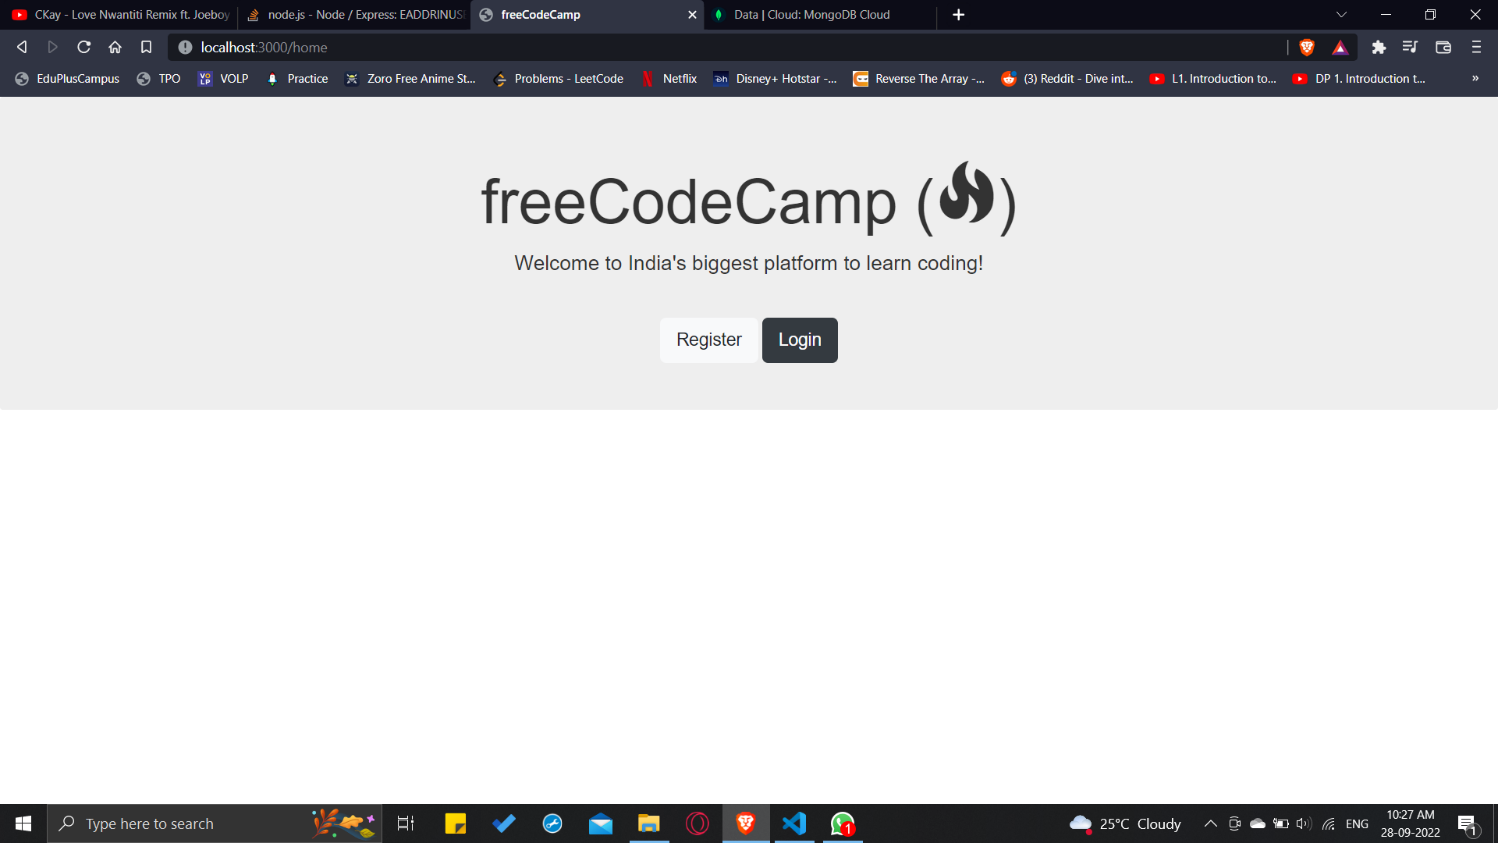 CKay - Love Nwantiti Remix ft. Joeboy
node.js - Node / Express: EADDRINUSE
freeCodeCamp
Data | Cloud: MongoDB Cloud
localhost:3000/home
EduPlusCampus
TPO
VOLP
Practice
Zoro Free Anime St...
Problems - LeetCode
Netflix
Disney+ Hotstar -...
Reverse The Array -...
(3) Reddit - Dive int...
L1. Introduction to...
DP 1. Introduction t...
»
freeCodeCamp ( )
Welcome to India's biggest platform to learn coding!
Register Login
Type here to search
1
25°C Cloudy
ENG
10:27 AM
28-09-2022
1